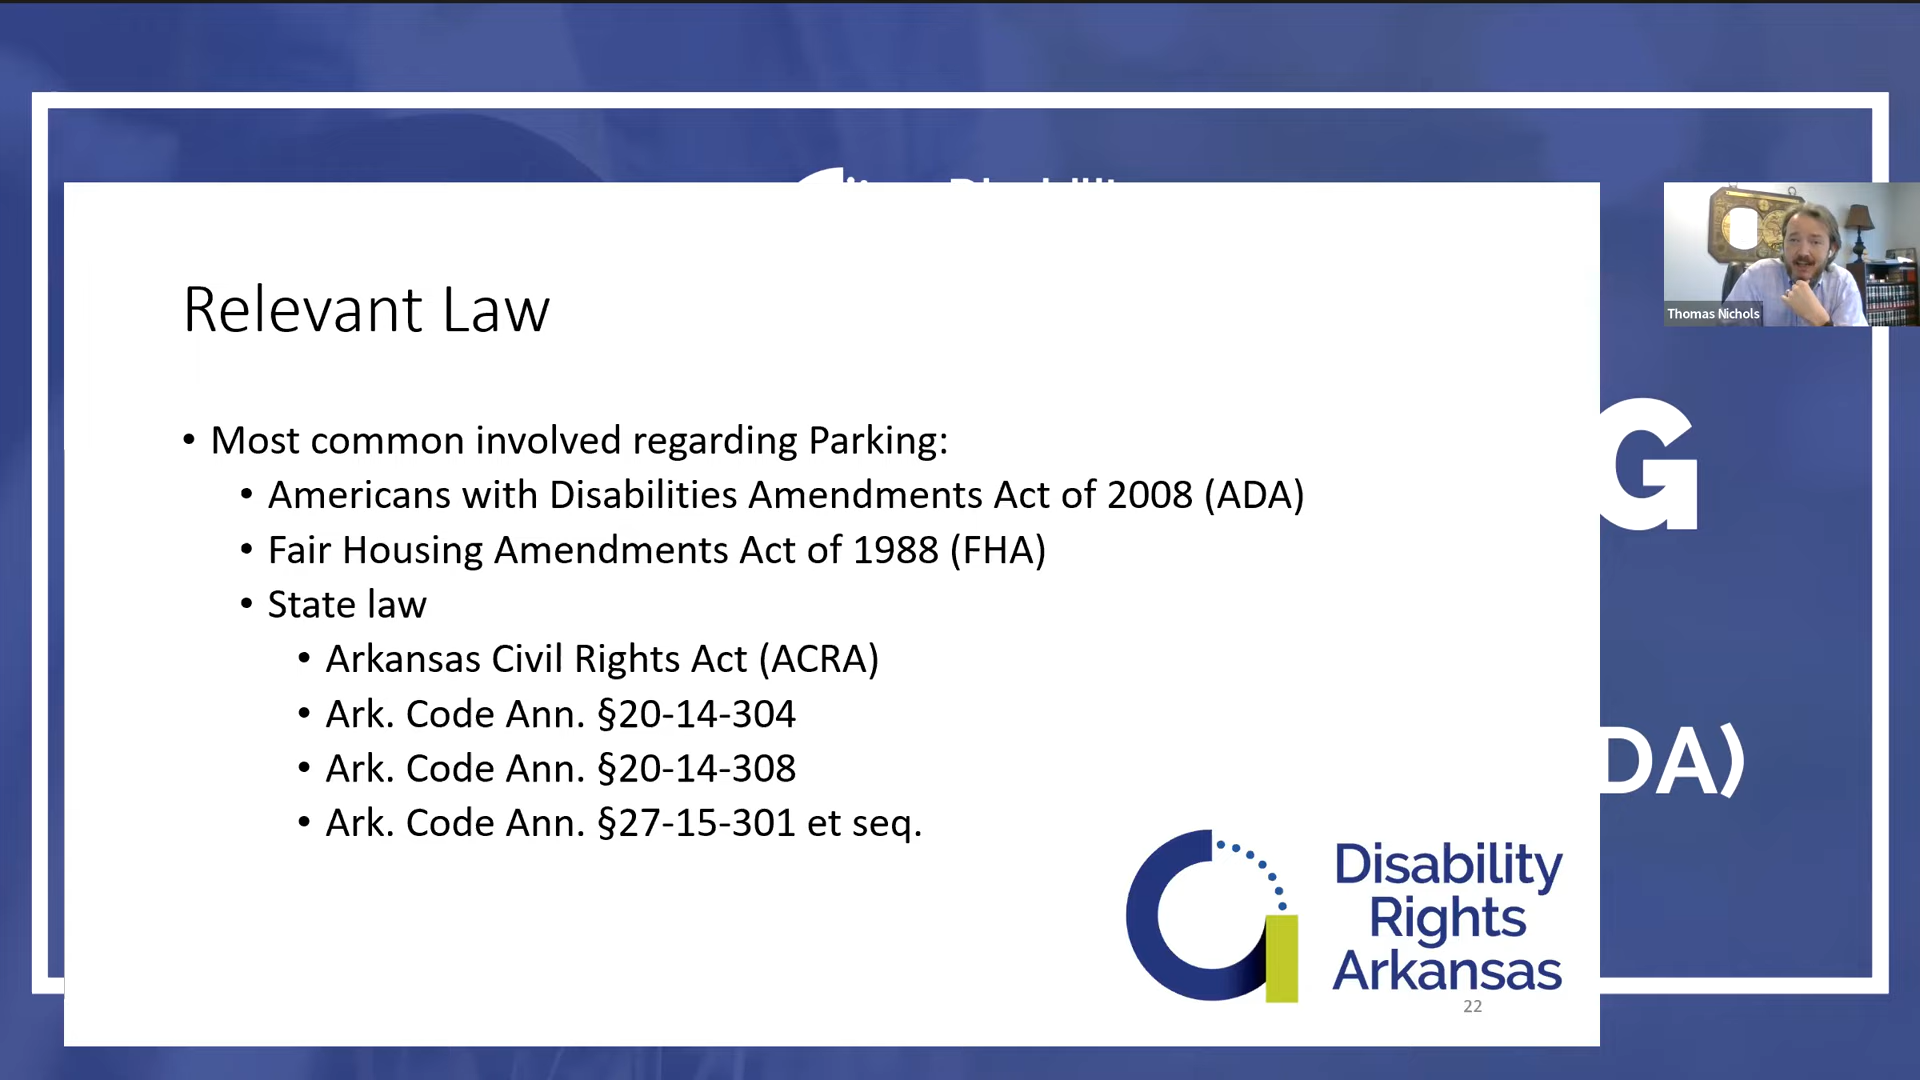 Relevant Law
• Most common involved regarding Parking:
• Americans with Disabilities Amendments Act of 2008 (ADA)
• Fair Housing Amendments Act of 1988 (FHA)
• State law
• Arkansas Civil Rights Act (ACRA)
• Ark. Code Ann. §20-14-304
• Ark. Code Ann. §20-14-308
• Ark. Code Ann. §27-15-301 et seq.
Disability
Rights
Arkansas
22
Thomas Nichols
G
DA)